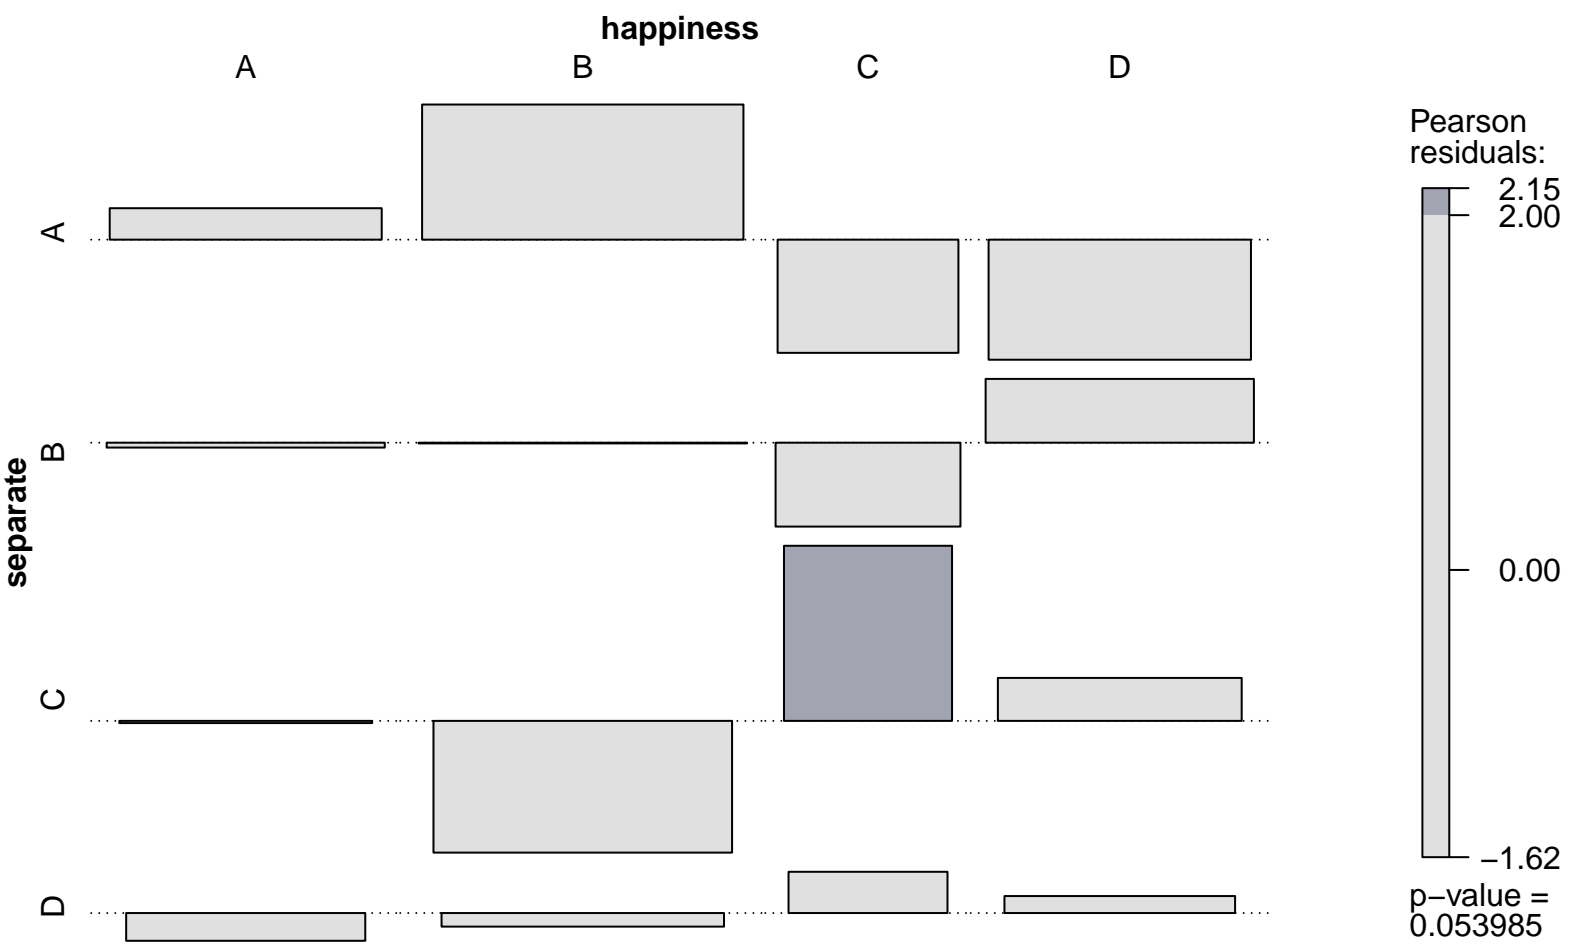 happiness
A B C D
Pearson
residuals:
2.15
2.00
0.00
−1.62
p−value =
0.053985
separate
A
B
C
D